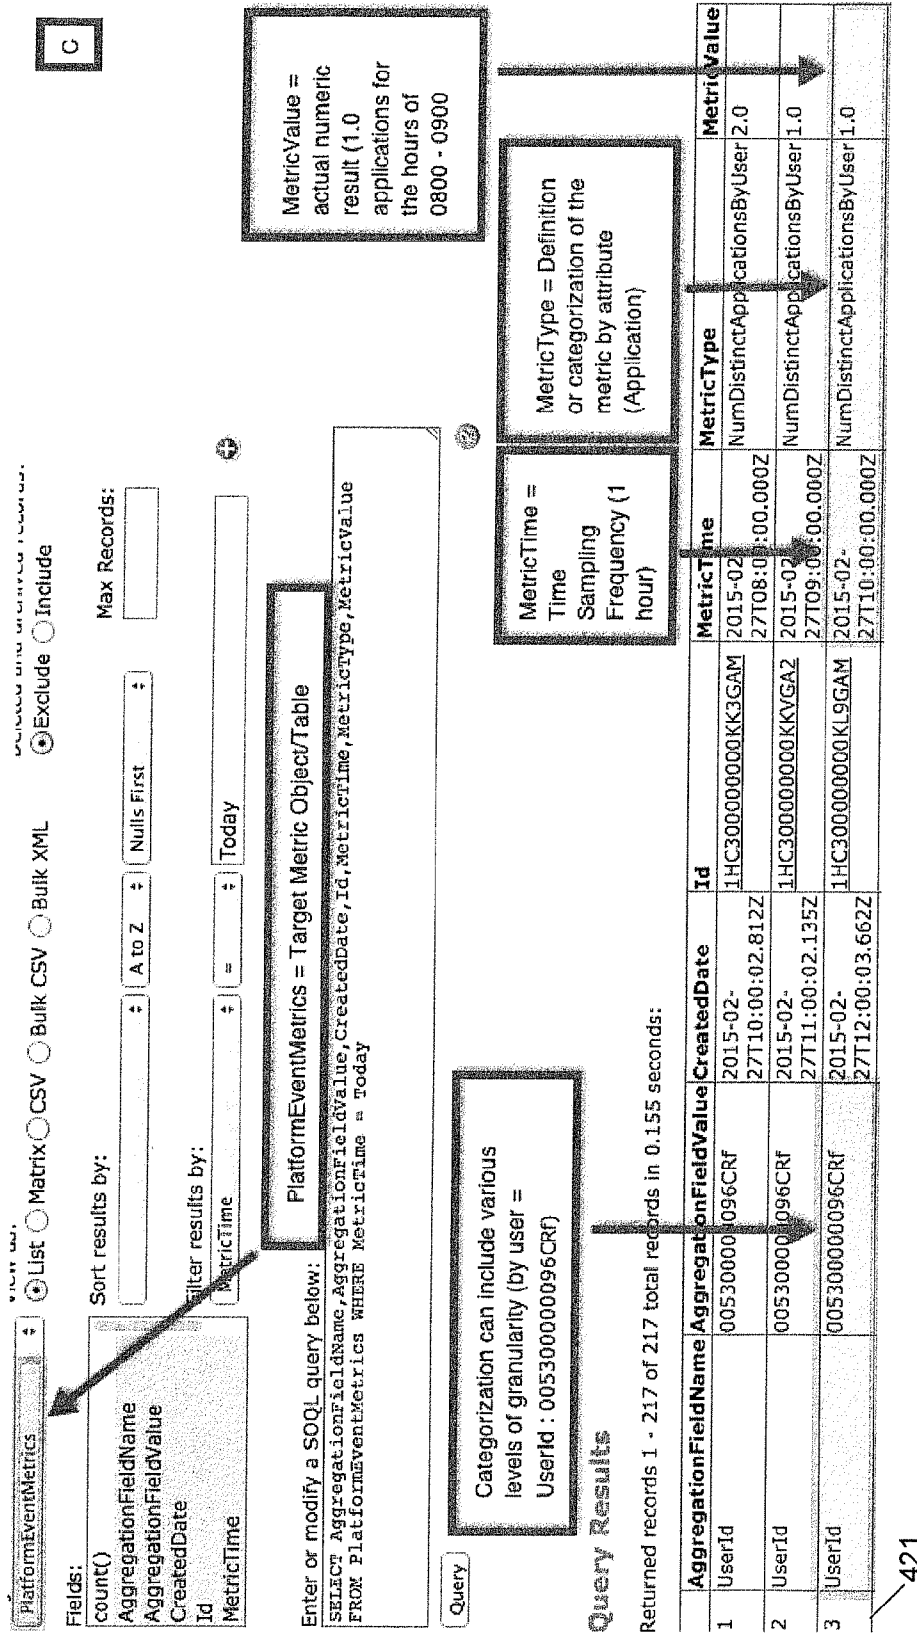 C
View as:
Deleted and archived records:
PlatformEventMetrics
List Matrix CSV Bulk CSV Bulk XML
Exclude Include
Fields:
count()
AggregationFieldName
AggregationFieldValue
CreatedDate
Id
MetricTime
Sort results by:
A to Z
Nulls First
Max Records:
Filter results by:
MetricTime
=
Today
PlatformEventMetrics = Target Metric Object/Table
MetricValue =
actual numeric
result (1.0
applications for
the hours of
0800 - 0900
Enter or modify a SOQL query below:
SELECT AggregationFieldName,AggregationFieldValue,CreatedDate,Id,MetricTime,MetricType,MetricValue
FROM PlatformEventMetrics WHERE MetricTime = Today
Query
Categorization can include various
levels of granularity (by user =
UserId : 005300000096CRf)
MetricTime =
Time
Sampling
Frequency (1
hour)
MetricType = Definition
or categorization of the
metric by attribute
(Application)
Query Results
Returned records 1 - 217 of 217 total records in 0.155 seconds:
AggregationFieldName AggregationFieldValue CreatedDate Id MetricTime MetricType MetricValue
1 UserId 005300000096CRf 2015-02-27T10:00:02.812Z 1HC30000000KK3GAM 2015-02-27T08:00:00.000Z NumDistinctApplicationsByUser 2.0
2 UserId 005300000096CRf 2015-02-27T11:00:02.135Z 1HC30000000KKVGA2 2015-02-27T09:00:00.000Z NumDistinctApplicationsByUser 1.0
3 UserId 005300000096CRf 2015-02-27T12:00:03.662Z 1HC30000000KL9GAM 2015-02-27T10:00:00.000Z NumDistinctApplicationsByUser 1.0
421